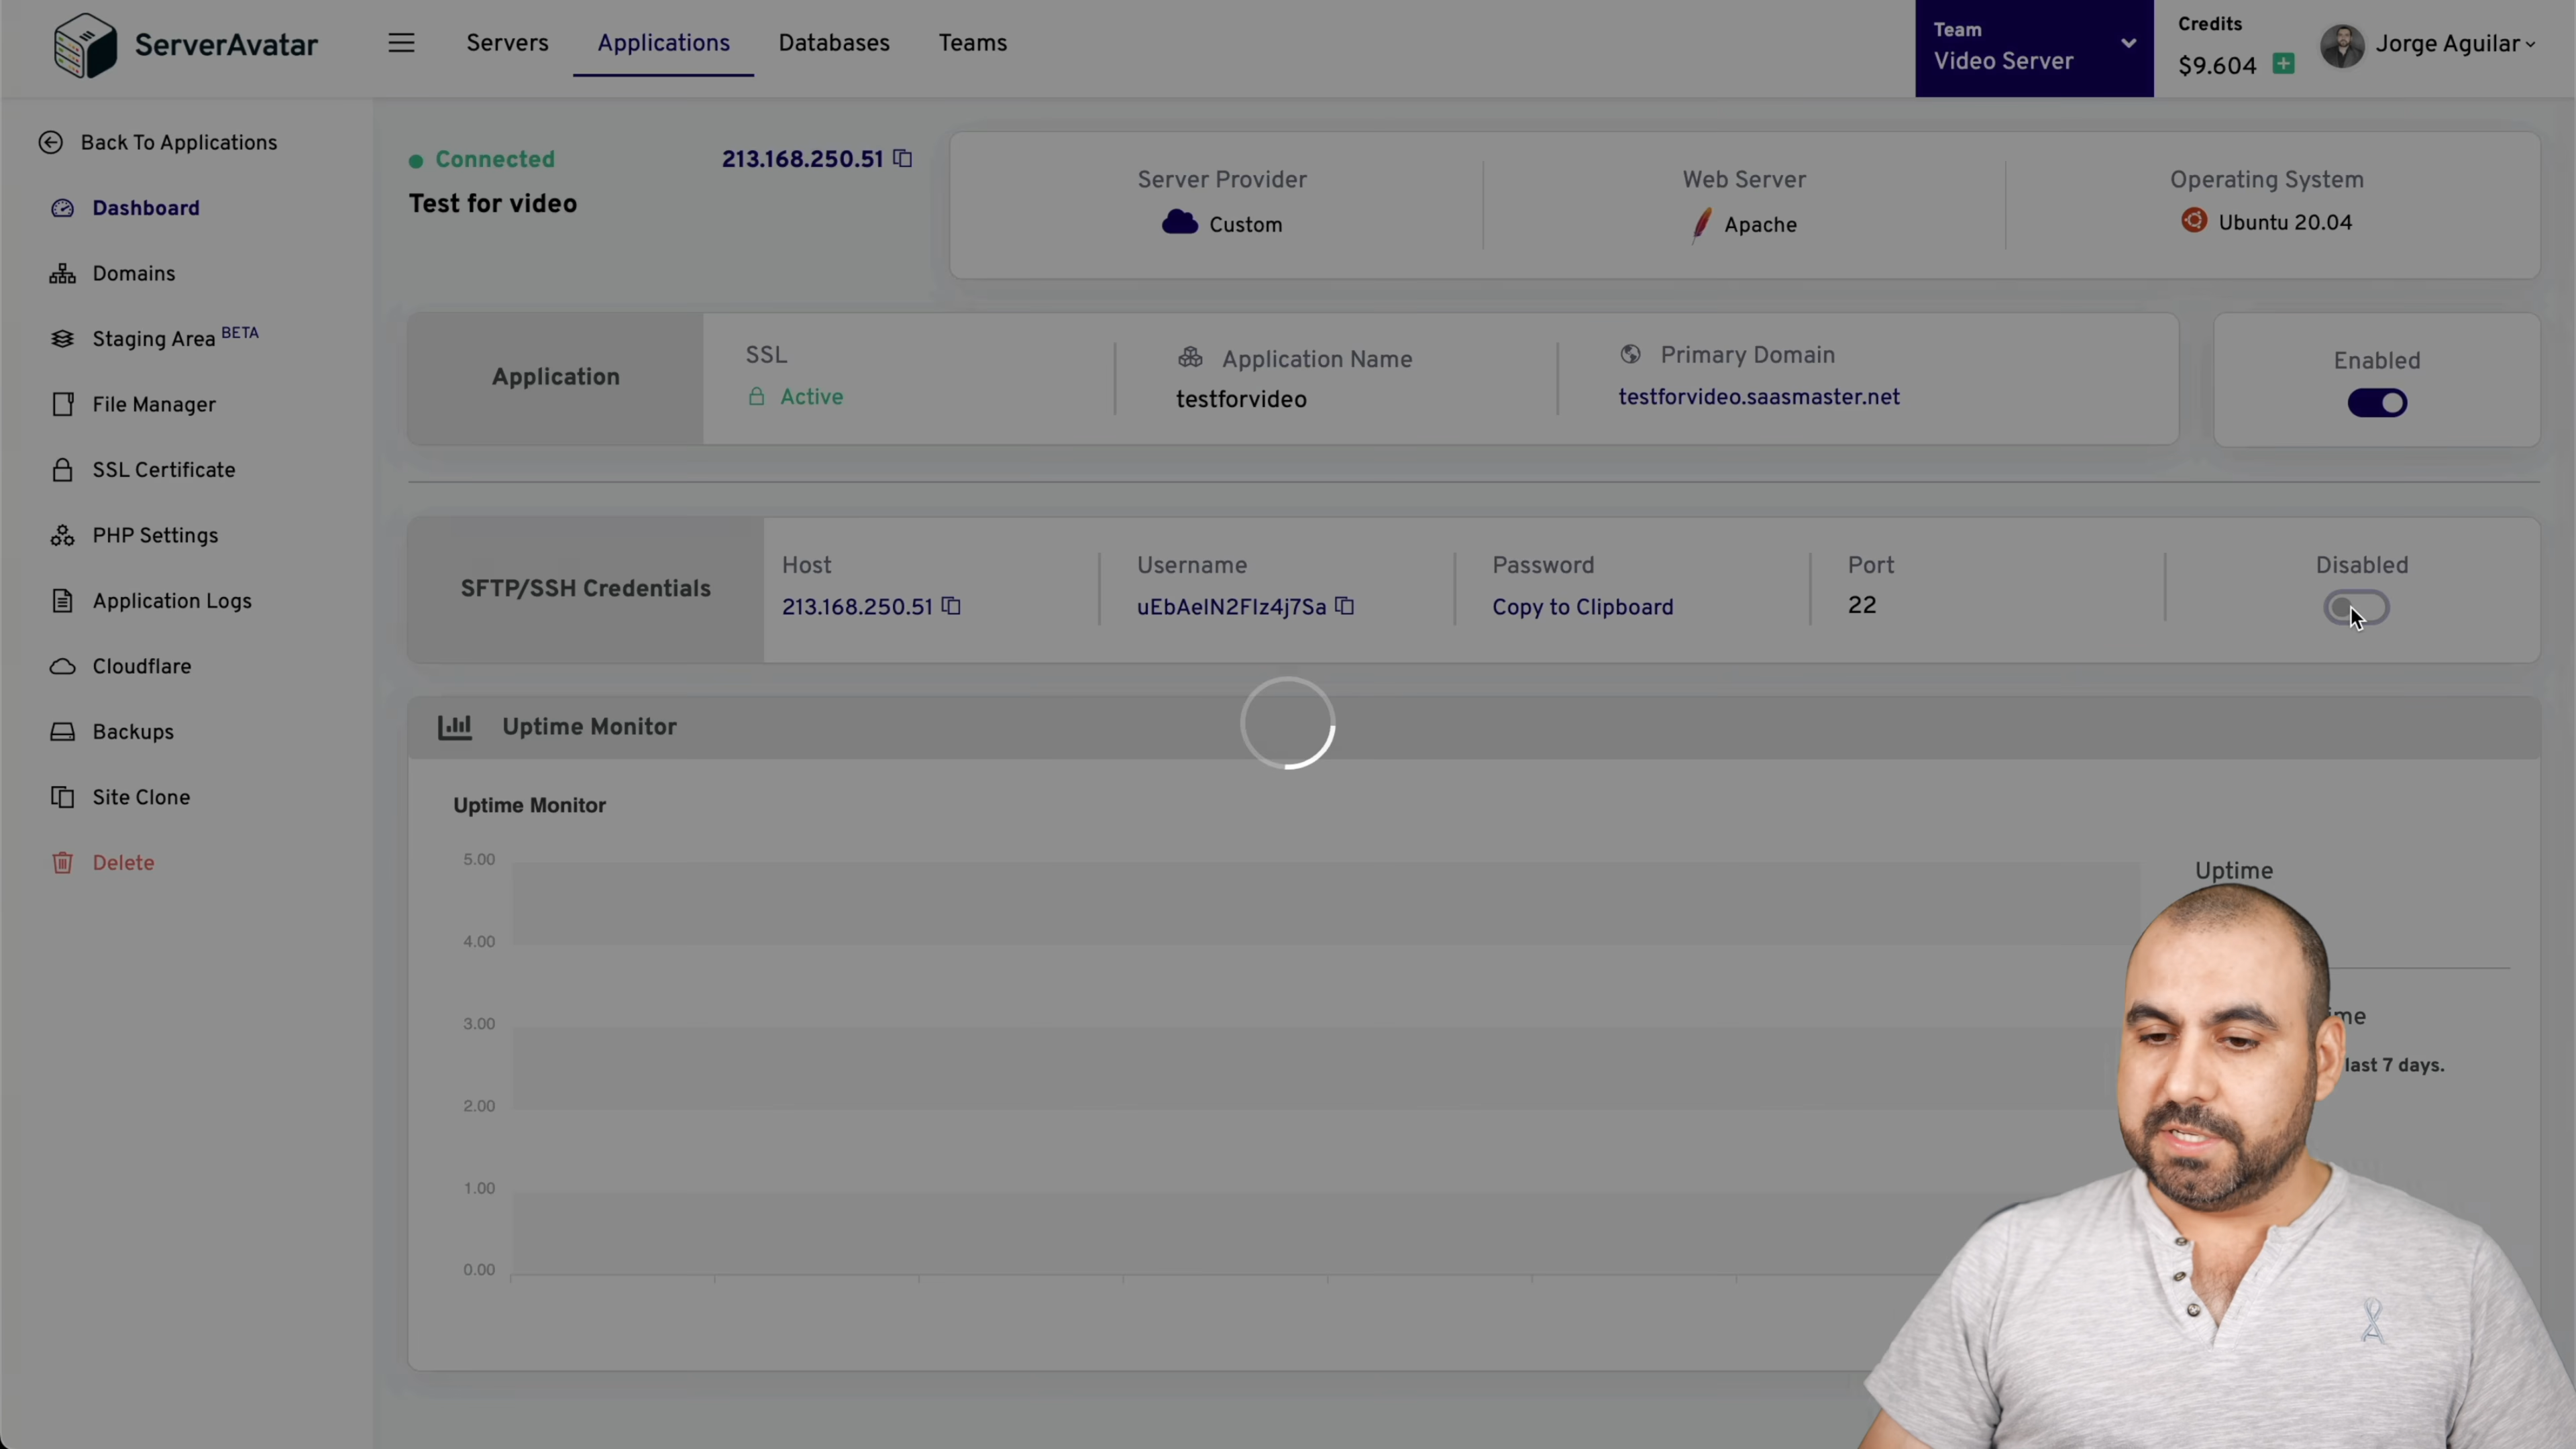 ServerAvatar
Servers Applications Databases Teams
Team
Video Server
Credits
$9.604
Jorge Aguilar
Back To Applications
Dashboard
Domains
Staging Area BETA
File Manager
SSL Certificate
PHP Settings
Application Logs
Cloudflare
Backups
Site Clone
Delete
Connected 213.168.250.51
Test for video
Server Provider
Custom
Web Server
Apache
Operating System
Ubuntu 20.04
Application
SSL
Active
Application Name
testforvideo
Primary Domain
testforvideo.saasmaster.net
Enabled
SFTP/SSH Credentials
Host
213.168.250.51
Username
uEbAeIN2FIz4j7Sa
Password
Copy to Clipboard
Port
22
Disabled
Uptime Monitor
Uptime Monitor
5.00
4.00
3.00
2.00
1.00
0.00
Uptime
me
last 7 days.